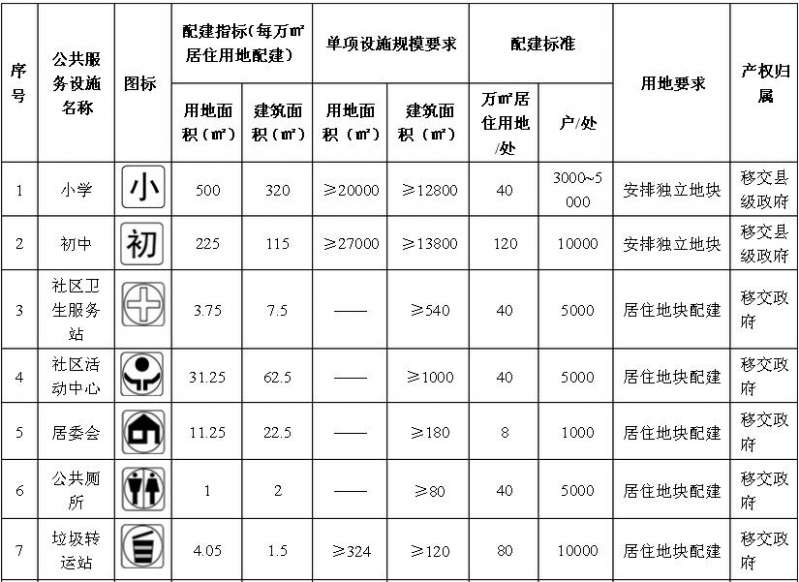 序号 公共服务设施名称 图标 配建指标(每万㎡居住用地配建) 单项设施规模要求 配建标准 用地要求 产权归属
用地面积(㎡) 建筑面积(㎡) 用地面积(㎡) 建筑面积(㎡) 万㎡居住用地/处 户/处
1 小学 小 500 320 ≥20000 ≥12800 40 3000~5000 安排独立地块 移交县级政府
2 初中 初 225 115 ≥27000 ≥13800 120 10000 安排独立地块 移交县级政府
3 社区卫生服务站 3.75 7.5 —— ≥540 40 5000 居住地块配建 移交政府
4 社区活动中心 31.25 62.5 —— ≥1000 40 5000 居住地块配建 移交政府
5 居委会 11.25 22.5 —— ≥180 8 1000 居住地块配建 移交政府
6 公共厕所 1 2 —— ≥80 40 5000 居住地块配建 移交政府
7 垃圾转运站 4.05 1.5 ≥324 ≥120 80 10000 居住地块配建 移交政府